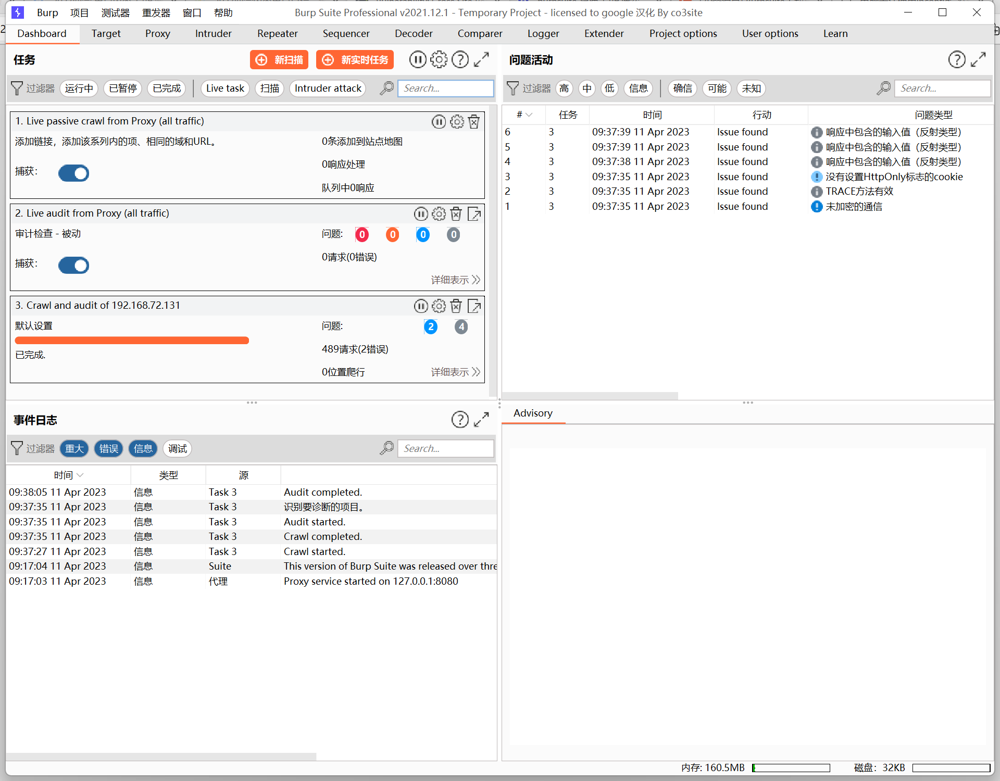 Burp 项目 测试器 重发器 窗口 帮助 Burp Suite Professional v2021.12.1 - Temporary Project - licensed to google 汉化 By co3site
Dashboard Target Proxy Intruder Repeater Sequencer Decoder Comparer Logger Extender Project options User options Learn
任务 新扫描 新实时任务
过滤器 运行中 已暂停 已完成 Live task 扫描 Intruder attack Search...
1. Live passive crawl from Proxy (all traffic)
添加链接，添加该系列内的项、相同的域和URL。 0条添加到站点地图
0响应处理
捕获：
队列中0响应
2. Live audit from Proxy (all traffic)
审计检查 - 被动 问题: 0 0 0 0
0请求(0错误)
捕获：
详细表示
3. Crawl and audit of 192.168.72.131
默认设置 问题: 2 4
489请求(2错误)
已完成.
0位置爬行 详细表示
问题活动
过滤器 高 中 低 信息 确信 可能 未知 Search...
# 任务 时间 行动 问题类型
6 3 09:37:39 11 Apr 2023 Issue found 响应中包含的输入值（反射类型）
5 3 09:37:39 11 Apr 2023 Issue found 响应中包含的输入值（反射类型）
4 3 09:37:38 11 Apr 2023 Issue found 响应中包含的输入值（反射类型）
3 3 09:37:35 11 Apr 2023 Issue found 没有设置HttpOnly标志的cookie
2 3 09:37:35 11 Apr 2023 Issue found TRACE方法有效
1 3 09:37:35 11 Apr 2023 Issue found 未加密的通信
事件日志
过滤器 重大 错误 信息 调试 Search...
时间 类型 源
09:38:05 11 Apr 2023 信息 Task 3 Audit completed.
09:37:35 11 Apr 2023 信息 Task 3 识别要诊断的项目。
09:37:35 11 Apr 2023 信息 Task 3 Audit started.
09:37:35 11 Apr 2023 信息 Task 3 Crawl completed.
09:37:27 11 Apr 2023 信息 Task 3 Crawl started.
09:17:04 11 Apr 2023 信息 Suite This version of Burp Suite was released over thre
09:17:03 11 Apr 2023 信息 代理 Proxy service started on 127.0.0.1:8080
Advisory
内存: 160.5MB 磁盘：32KB